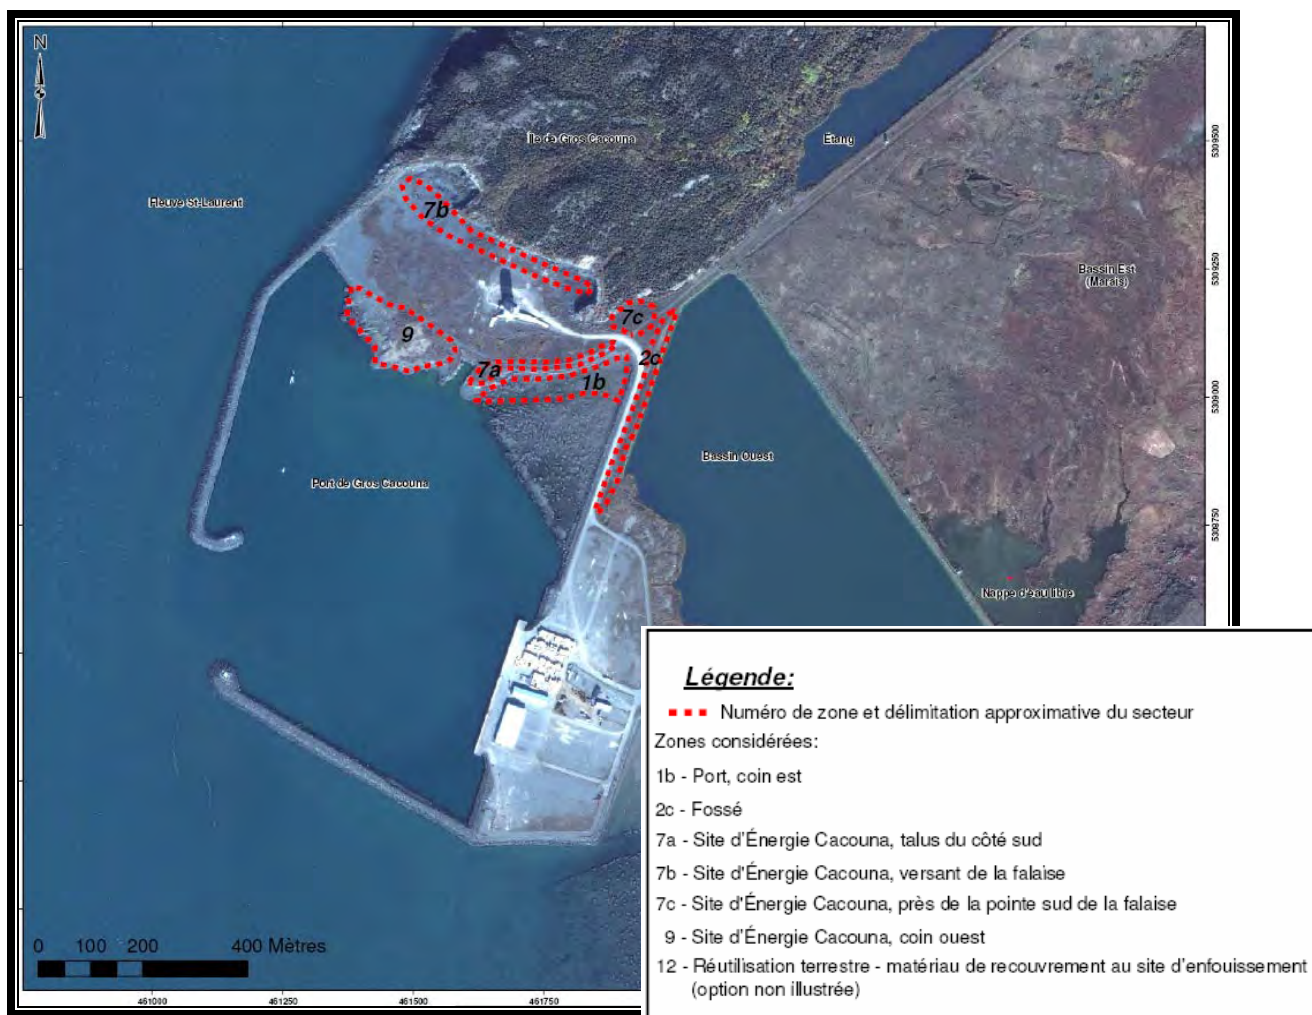 N
Île de Gros Cacouna
Étang
Fleuve St-Laurent
7b
Bassin Est
(Marais)
7c
9
2c
7a
1b
Bassin Ouest
Port de Gros Cacouna
Nappe d'eau libre
5309500
5309250
5309000
5308750
0 100 200 400 Mètres
461000 461250 461500 461750
Légende:
Numéro de zone et délimitation approximative du secteur
Zones considérées:
1b - Port, coin est
2c - Fossé
7a - Site d'Énergie Cacouna, talus du côté sud
7b - Site d'Énergie Cacouna, versant de la falaise
7c - Site d'Énergie Cacouna, près de la pointe sud de la falaise
9 - Site d'Énergie Cacouna, coin ouest
12 - Réutilisation terrestre - matériau de recouvrement au site d'enfouissement
(option non illustrée)